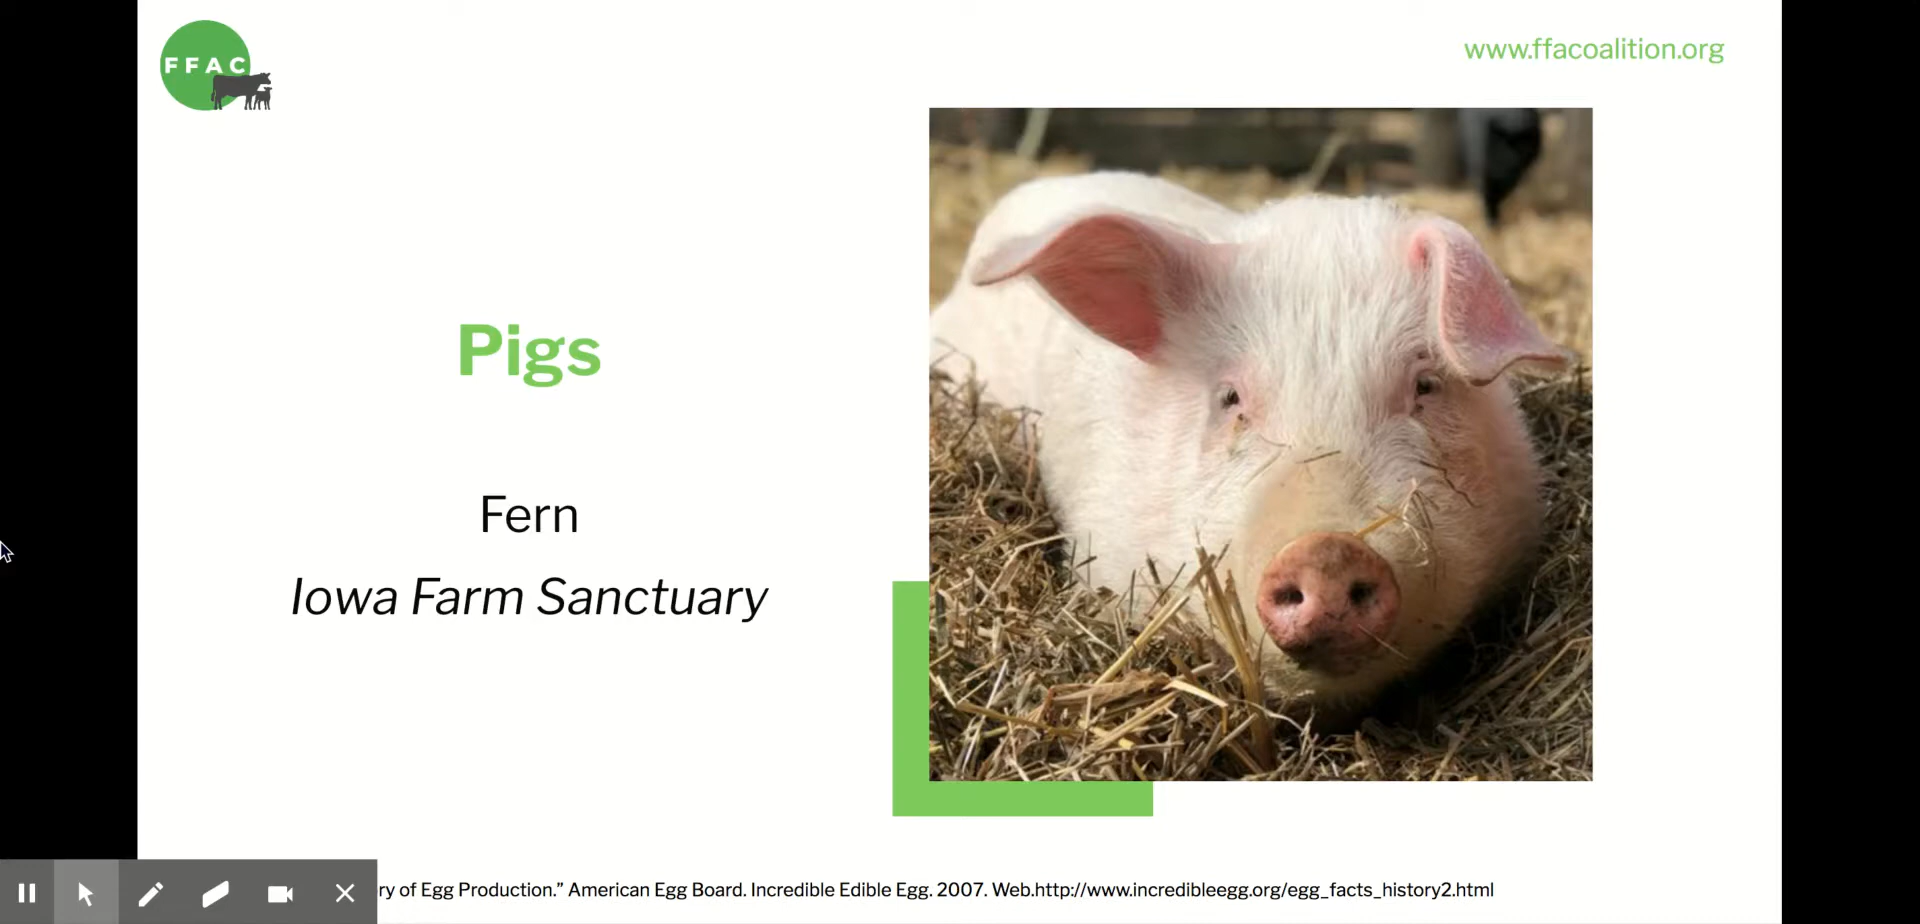 FFAC
www.ffacoalition.org
Pigs
Fern
Iowa Farm Sanctuary
of Egg Production.” American Egg Board. Incredible Edible Egg. 2007. Web.http://www.incredibleegg.org/egg_facts_history2.html